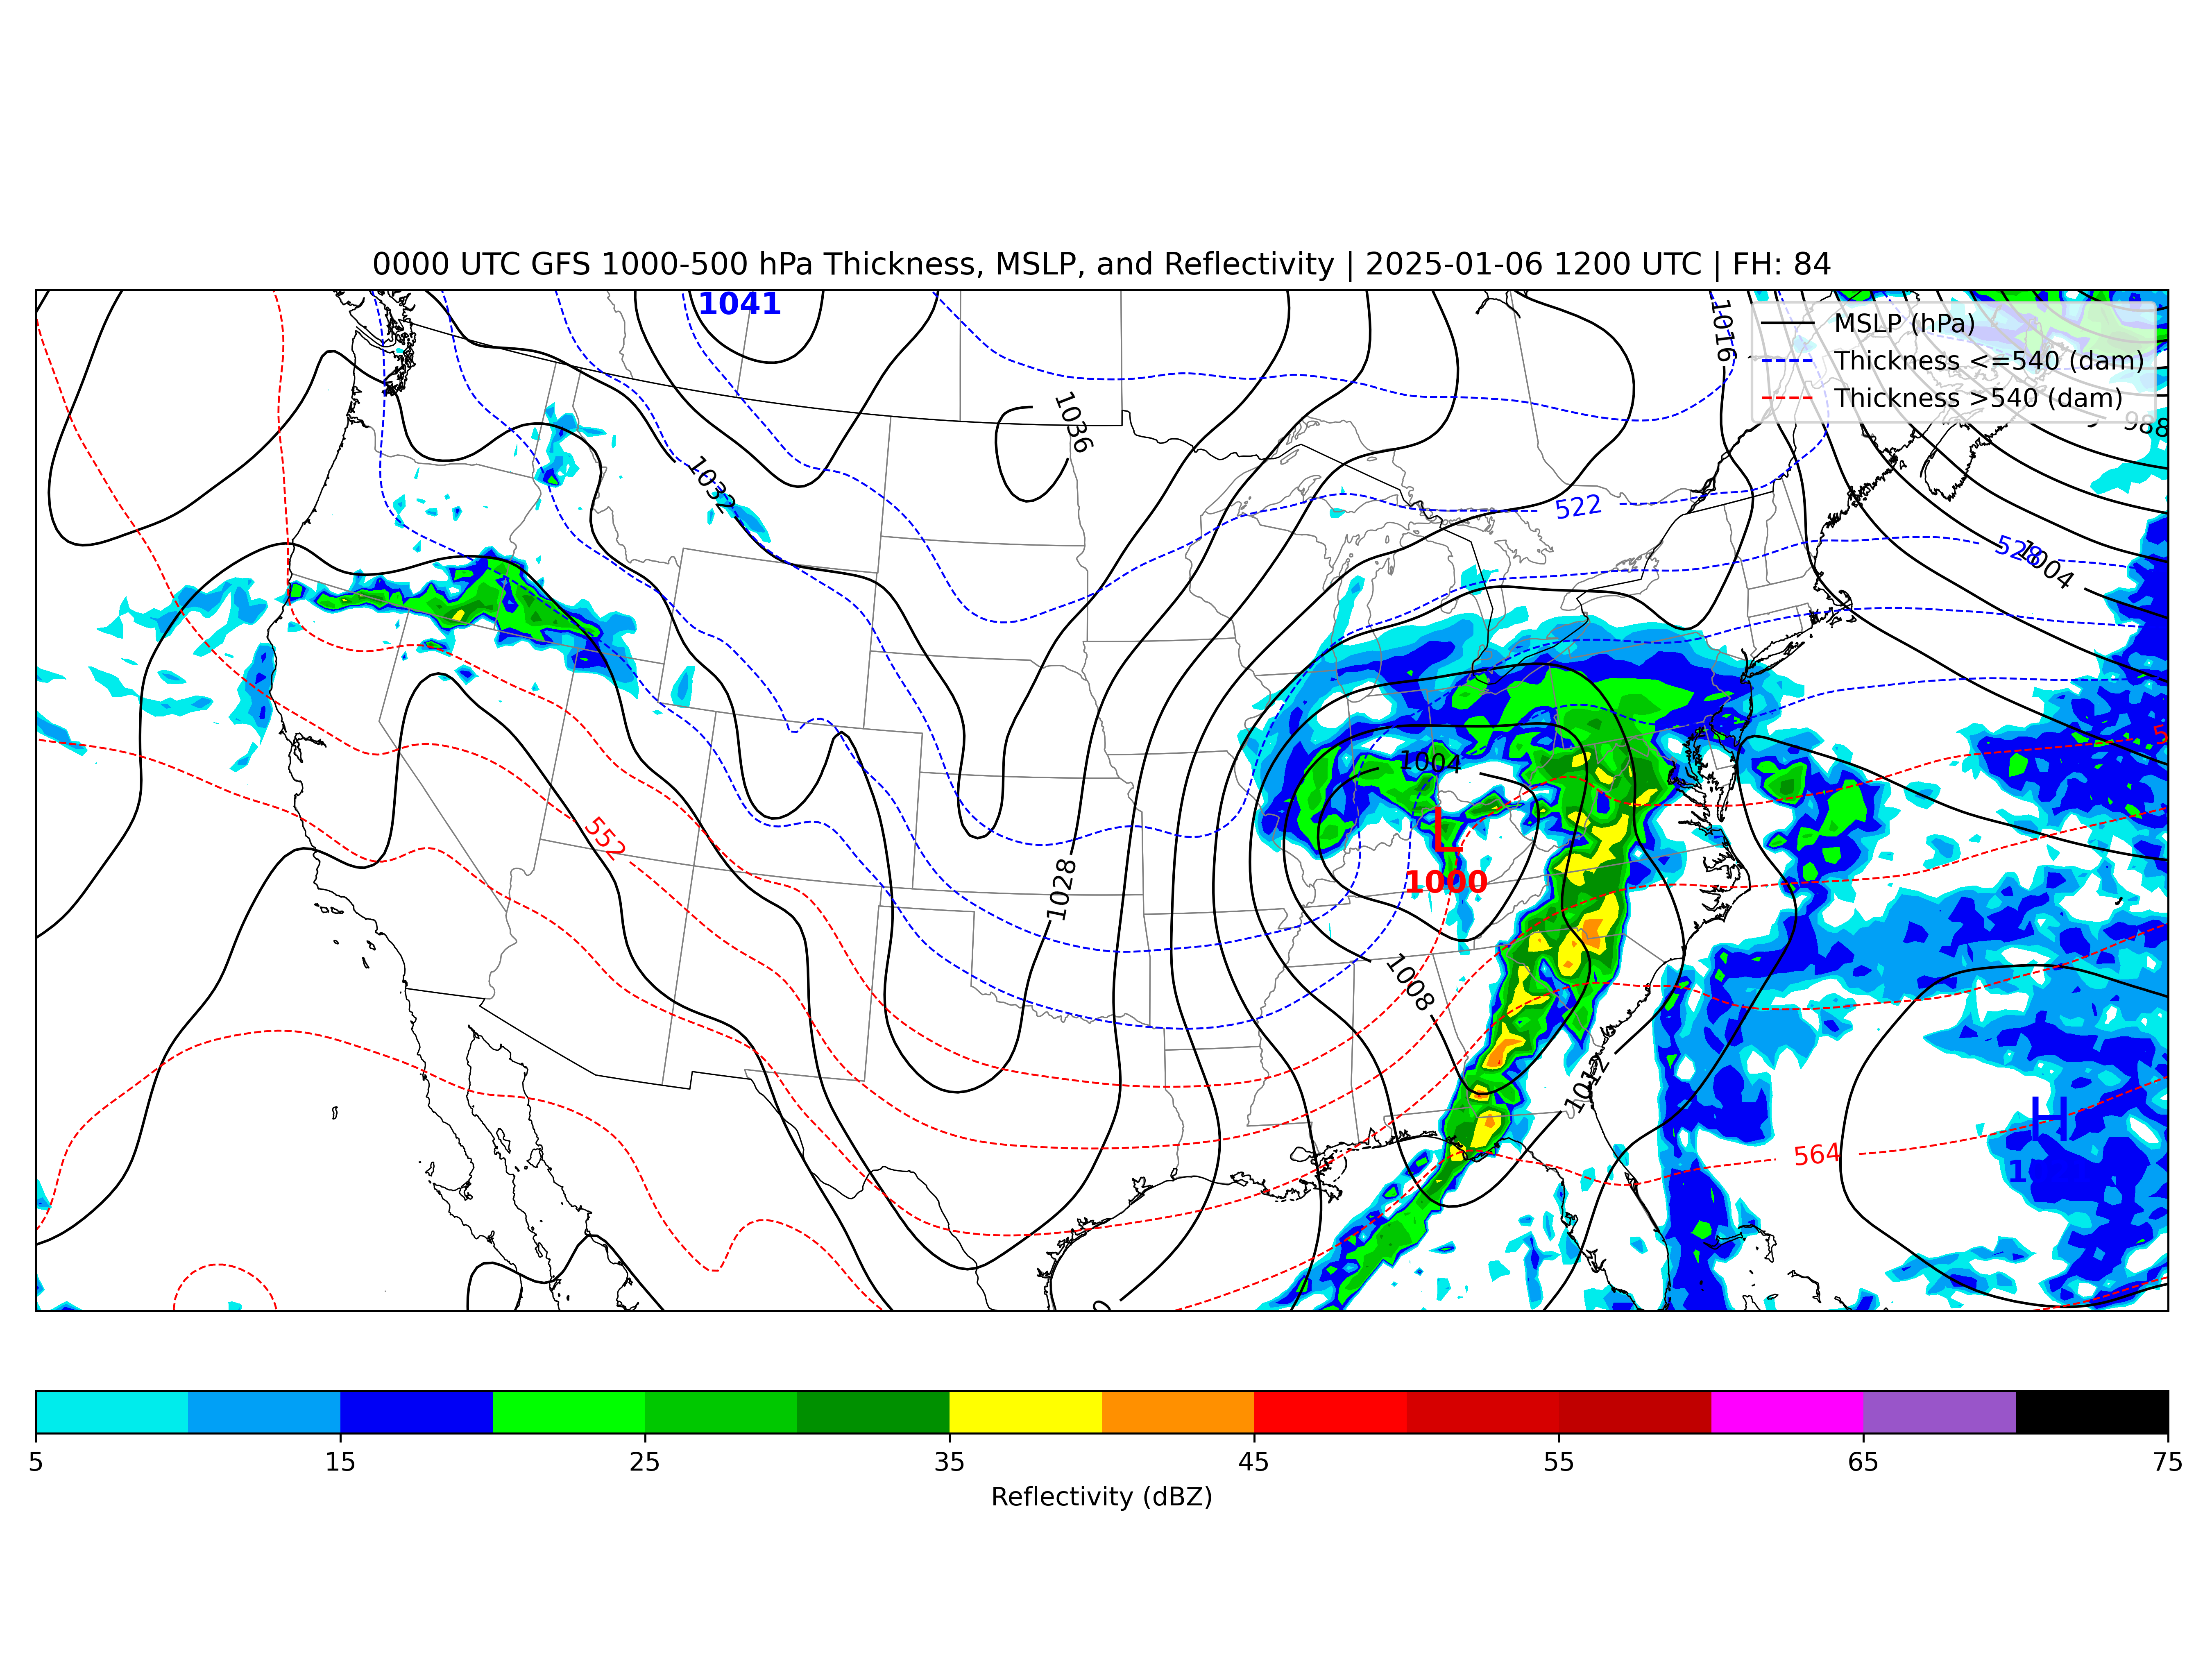 0000 UTC GFS 1000-500 hPa Thickness, MSLP, and Reflectivity | 2025-01-06 1200 UTC | FH: 84
1041
1016
MSLP (hPa)
Thickness <=540 (dam)
Thickness >540 (dam)
988
1036
1032
522
528
1004
5
1004
552
L
1000
1028
1008
1012
H
1
564
0
5 15 25 35 45 55 65 75
Reflectivity (dBZ)